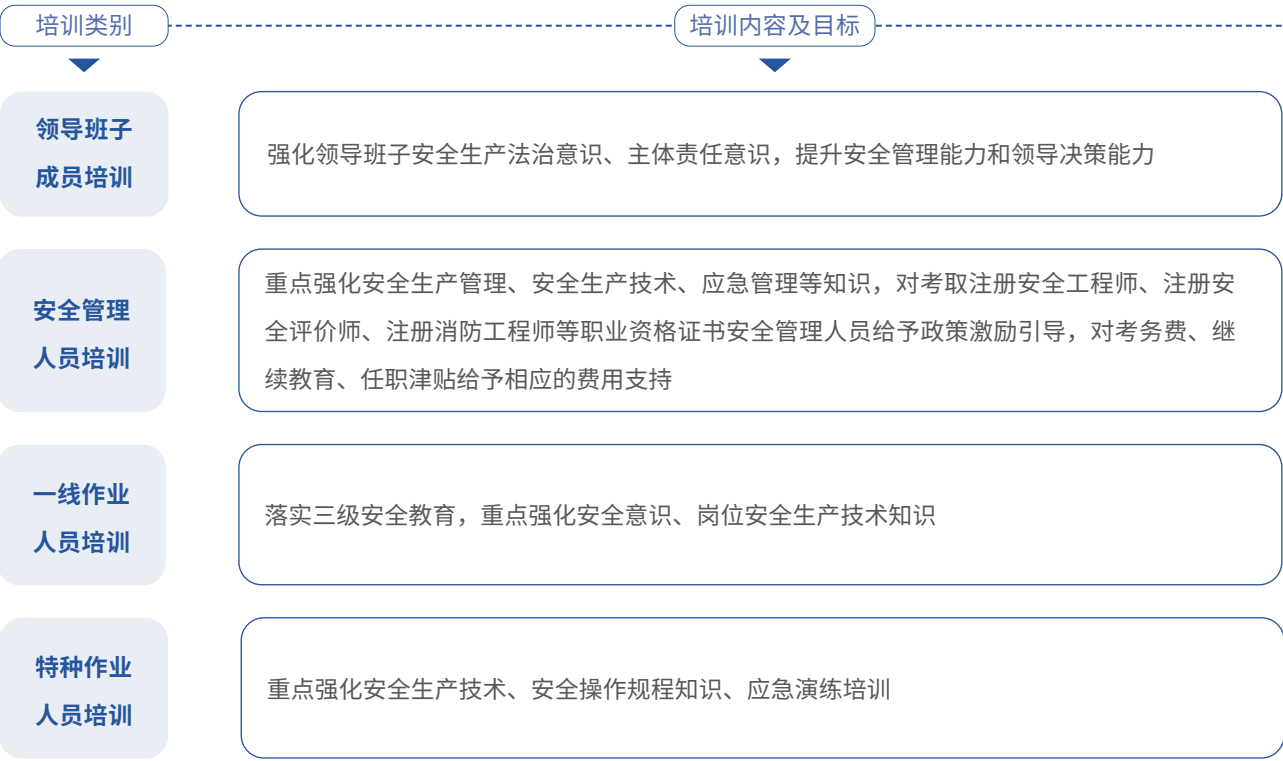 培训类别
培训内容及目标
领导班子
成员培训
强化领导班子安全生产法治意识、主体责任意识，提升安全管理能力和领导决策能力
安全管理
人员培训
重点强化安全生产管理、安全生产技术、应急管理等知识，对考取注册安全工程师、注册安
全评价师、注册消防工程师等职业资格证书安全管理人员给予政策激励引导，对考务费、继
续教育、任职津贴给予相应的费用支持
一线作业
人员培训
落实三级安全教育，重点强化安全意识、岗位安全生产技术知识
特种作业
人员培训
重点强化安全生产技术、安全操作规程知识、应急演练培训